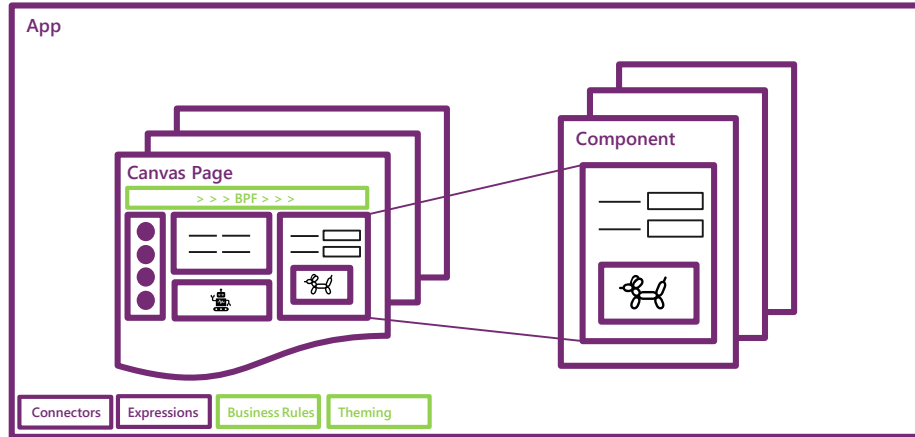 App
Component
Canvas Page
> > > BPF > > >
Connectors
Expressions
Business Rules
Theming